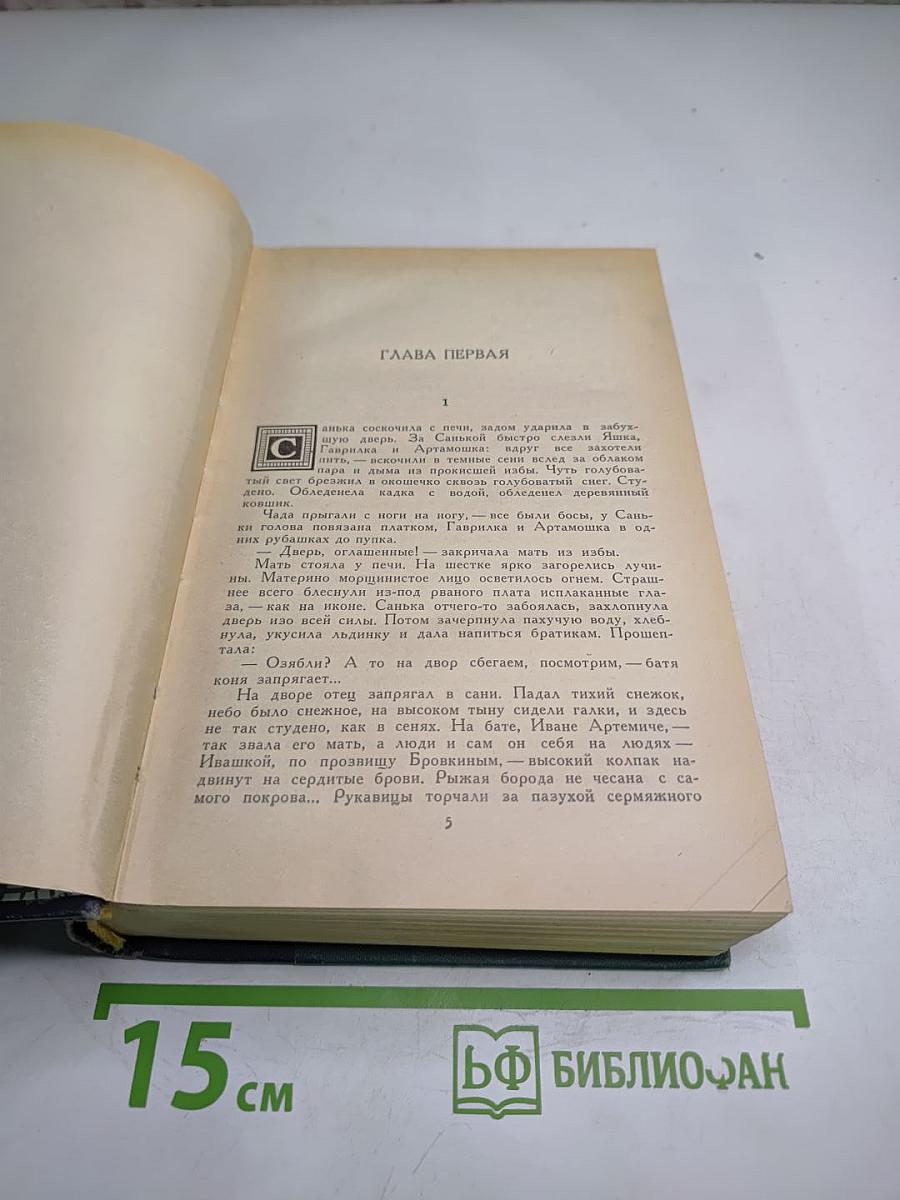 ГЛАВА ПЕРВАЯ
1
Санька соскочила с печи, задом ударила в забух-
шую дверь. За Санькой быстро слезли Яшка,
Гаврилка и Артамошка: вдруг все захотели
пить, — вскочили в темные сени вслед за облаком
пара и дыма из прокисшей избы. Чуть голубова-
тый свет брезжил в окошечко сквозь голубоватый снег. Сту-
дено. Обледенела кадка с водой, обледенел деревянный
ковшик.
Чада прыгали с ноги на ногу, — все были босы, у Сань-
ки голова повязана платком, Гаврилка и Артамошка в од-
них рубашках до пупка.
— Дверь, оглашенные! — закричала мать из избы.
Мать стояла у печи. На шестке ярко загорелись лучи-
ны. Материно морщинистое лицо осветилось огнем. Страш-
нее всего блеснули из-под рваного плата исплаканные гла-
за, — как на иконе. Санька отчего-то забоялась, захлопнула
дверь изо всей силы. Потом зачерпнула пахучую воду, хлеб-
нула, укусила льдинку и дала напиться братикам. Прошеп-
тала:
— Озябли? А то на двор сбегаем, посмотрим, — батя
коня запрягает...
На дворе отец запрягал в сани. Падал тихий снежок,
небо было снежное, на высоком тыну сидели галки, и здесь
не так студено, как в сенях. На бате, Иване Артемиче, —
так звала его мать, а люди и сам он себя на людях —
Ивашкой, по прозвищу Бровкиным, — высокий колпак на-
двинут на сердитые брови. Рыжая борода не чесана с са-
мого покрова... Рукавицы торчали за пазухой сермяжного
5
15 см
БФ БИБЛИОФАН